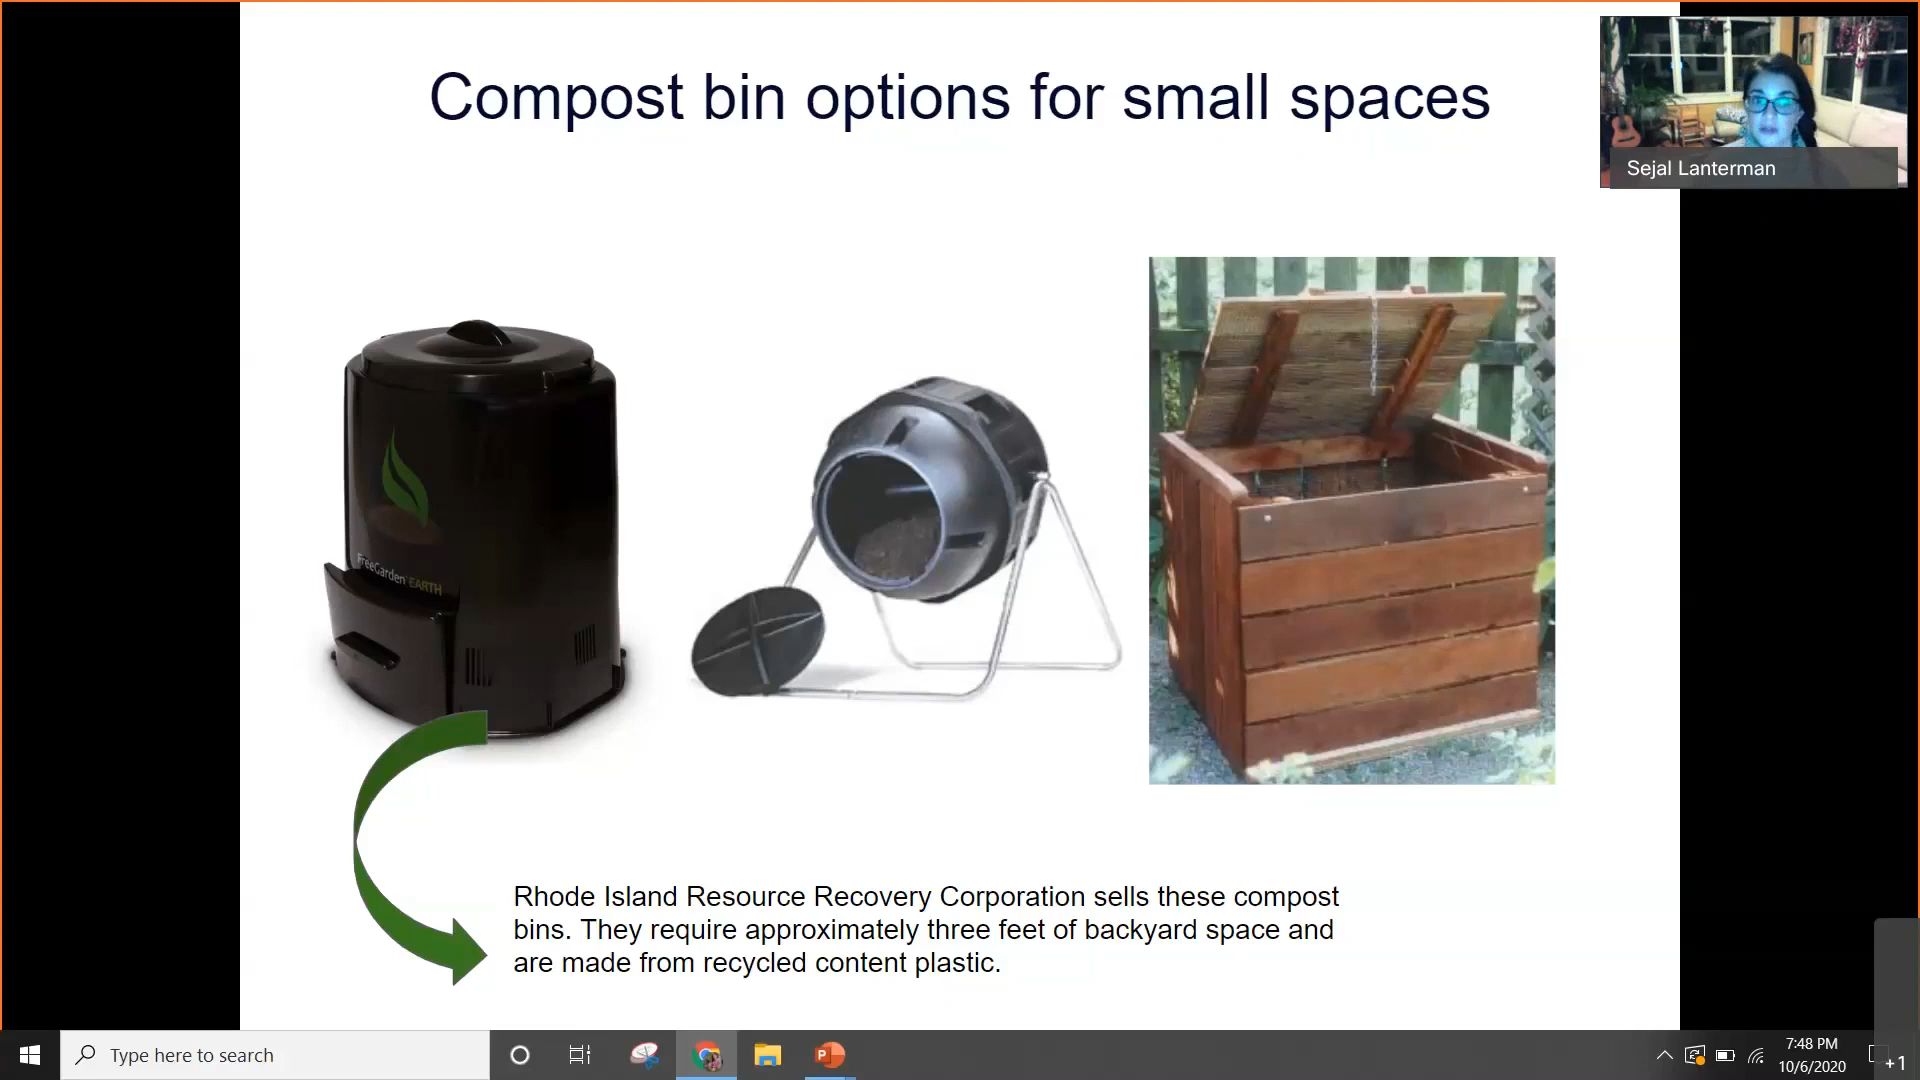 Compost bin options for small spaces
Sejal Lanterman
FreeGarden EARTH
Rhode Island Resource Recovery Corporation sells these compost
bins. They require approximately three feet of backyard space and
are made from recycled content plastic.
Type here to search
P
7:48 PM
10/6/2020
+1